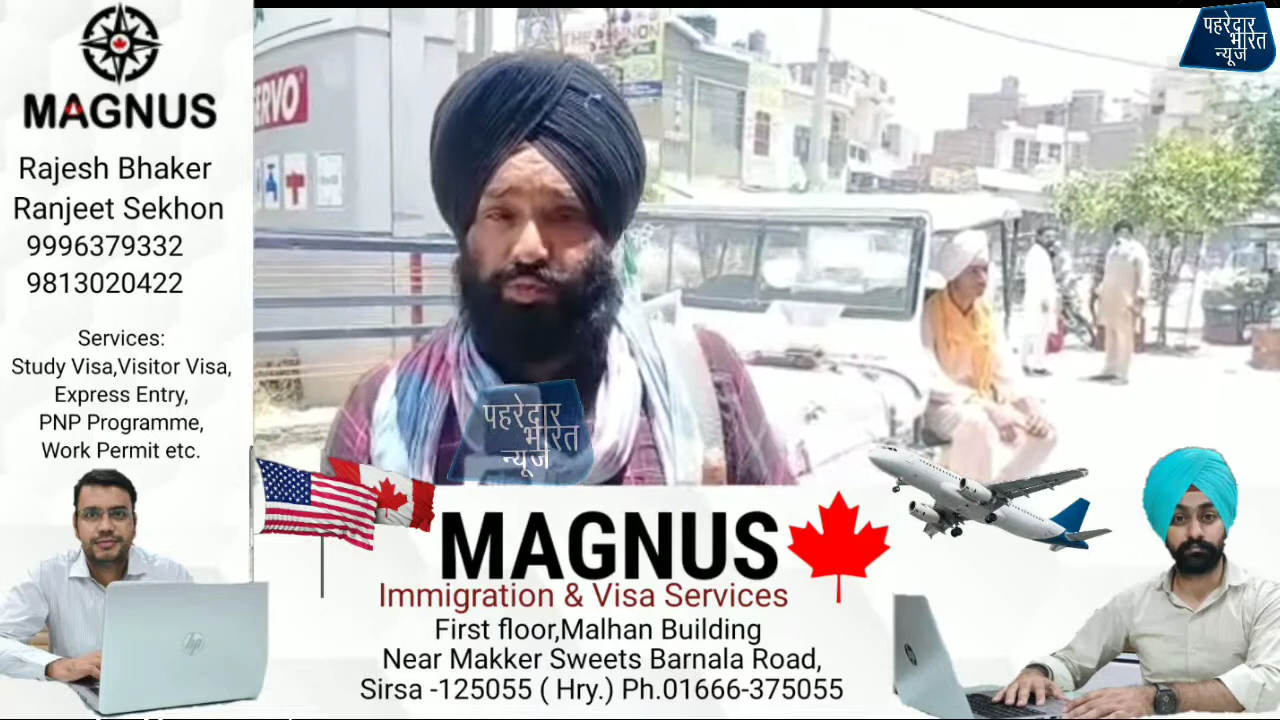 MAGNUS
Rajesh Bhaker
Ranjeet Sekhon
9996379332
9813020422
Services:
Study Visa,Visitor Visa,
Express Entry,
PNP Programme,
Work Permit etc.
पहरेदार
भारत
न्यूज
पहरेदार
भारत
न्यूज
MAGNUS
Immigration & Visa Services
First floor,Malhan Building
Near Makker Sweets Barnala Road,
Sirsa -125055 ( Hry.) Ph.01666-375055
hp